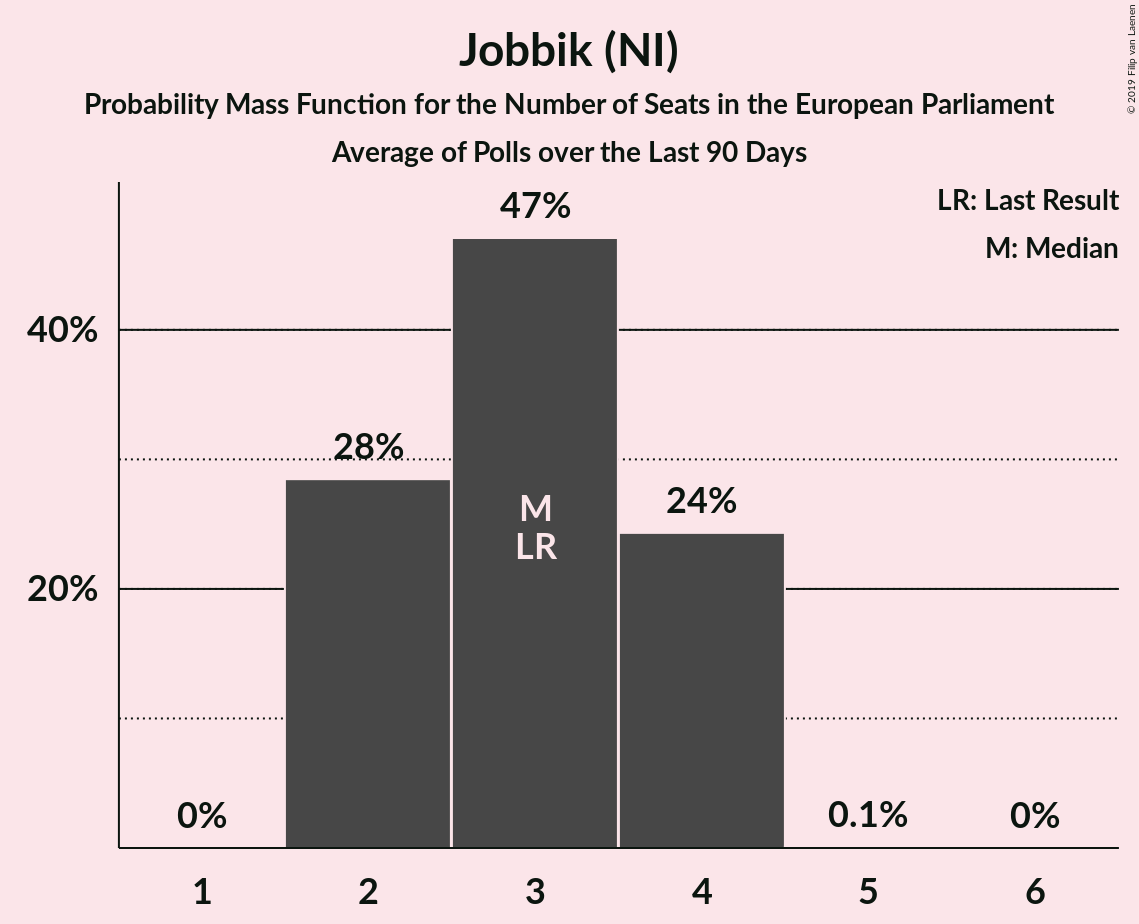 Jobbik (NI)
Probability Mass Function for the Number of Seats in the European Parliament
Average of Polls over the Last 90 Days
© 2019 Filip van Laenen
LR: Last Result
M: Median
47%
40%
28%
24%
M
LR
20%
0%
0.1%
0%
1 2 3 4 5 6